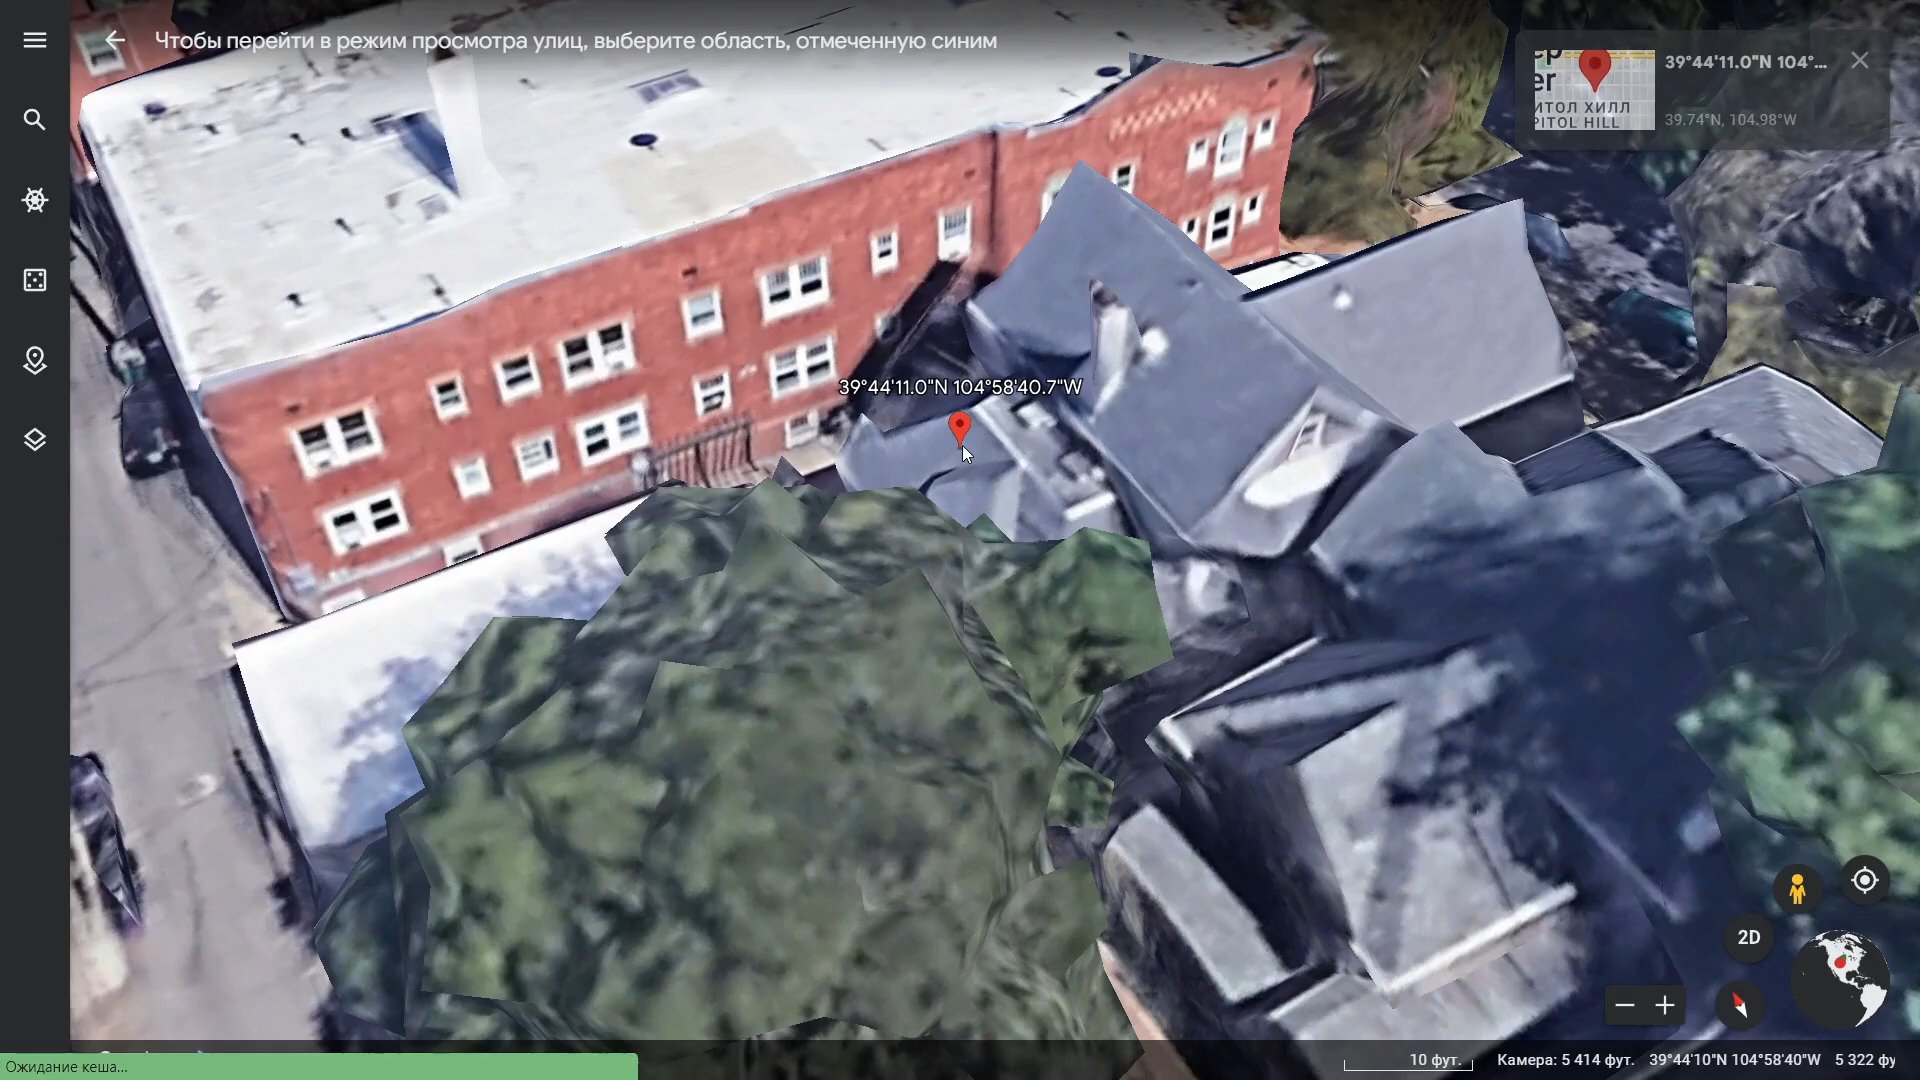 Чтобы перейти в режим просмотра улиц, выберите область, отмеченную синим
39°44'11.0"N 104°...
39.74°N, 104.98°W
ер
er
ИТОЛ ХИЛЛ
PITOL HILL
39°44'11.0"N 104°58'40.7"W
2D
Ожидание кеша...
10 фут.
Камера: 5 414 фут. 39°44'10"N 104°58'40"W 5 322 фу